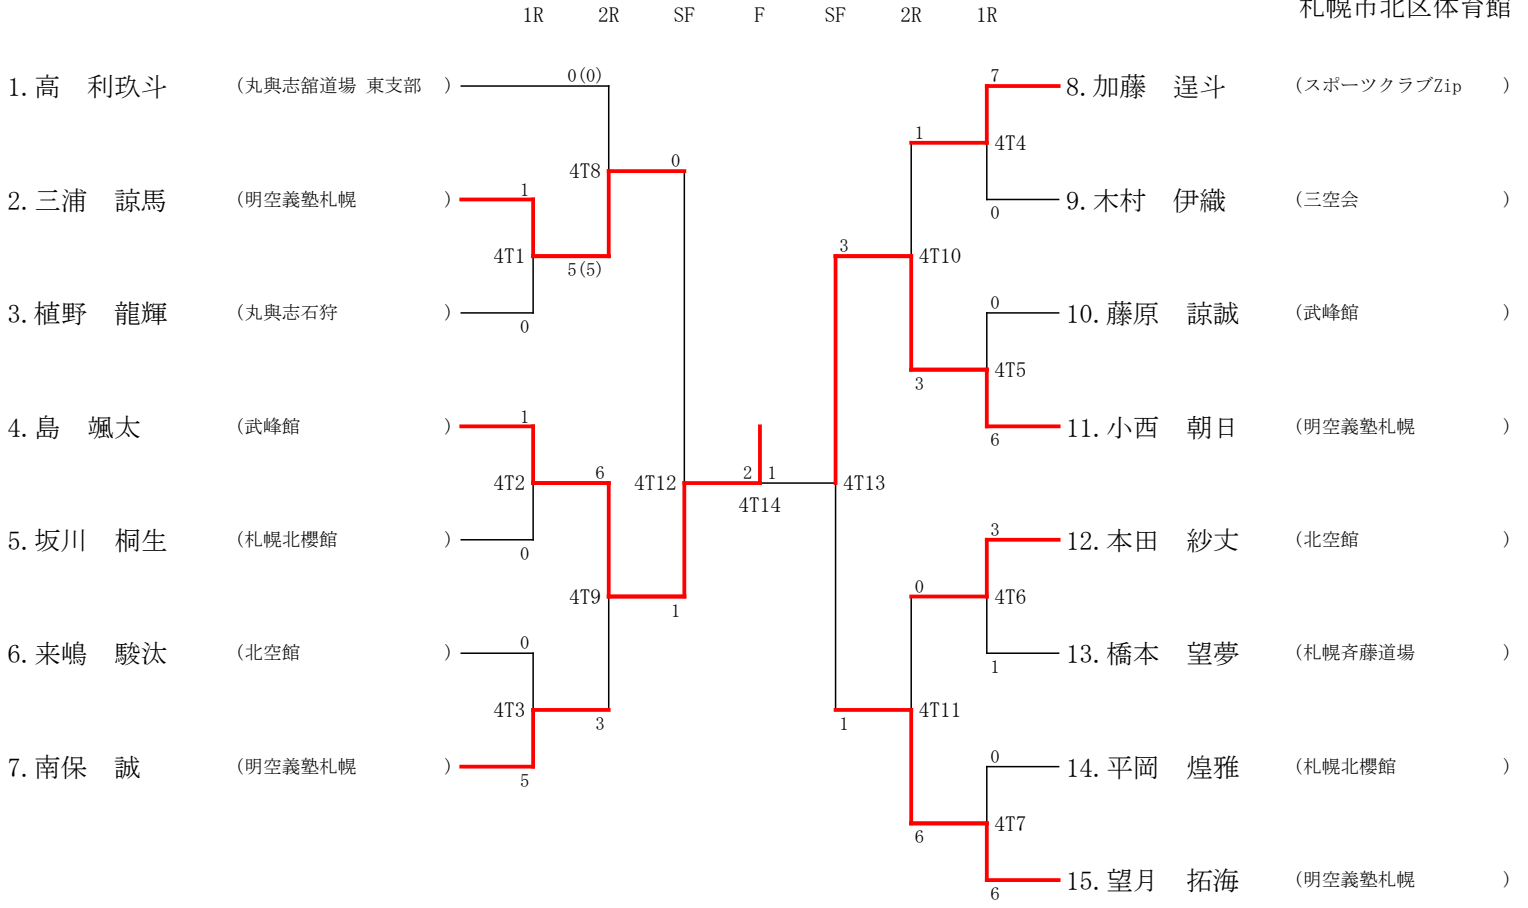 札幌市北区体育館
1R 2R SF F SF 2R 1R
1.高 利玖斗 (丸興志舘道場 東支部 ) 0(0)
7 8.加藤 逞斗 (スポーツクラブZip )
1 4T4
4T8 0
2.三浦 諒馬 (明空義塾札幌 ) 1
0 9.木村 伊織 (三空会 )
4T1 5(5)
3 4T10
3.植野 龍輝 (丸興志石狩 ) 0
0 10.藤原 諒誠 (武峰館 )
3 4T5
4.島 颯太 (武峰館 ) 1
6 11.小西 朝日 (明空義塾札幌 )
4T2 6 4T12 2 1 4T13
4T14
5.坂川 桐生 (札幌北櫻館 ) 0
3 12.本田 紗丈 (北空館 )
4T9 1
0 4T6
6.来嶋 駿汰 (北空館 ) 0
1 13.橋本 望夢 (札幌斉藤道場 )
4T3 3
1 4T11
7.南保 誠 (明空義塾札幌 ) 5
0 14.平岡 煌雅 (札幌北櫻館 )
6 4T7
6 15.望月 拓海 (明空義塾札幌 )